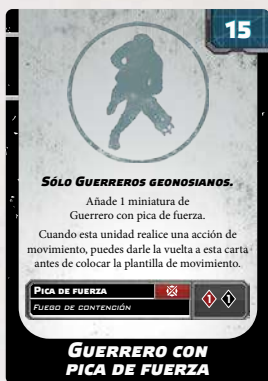 15
SÓLO GUERREROS GEONOSIANOS.
Añade 1 miniatura de
Guerrero con pica de fuerza.
Cuando esta unidad realice una acción de
movimiento, puedes darle la vuelta a esta carta
antes de colocar la plantilla de movimiento.
PICA DE FUERZA
1 1
FUEGO DE CONTENCIÓN
GUERRERO CON
PICA DE FUERZA